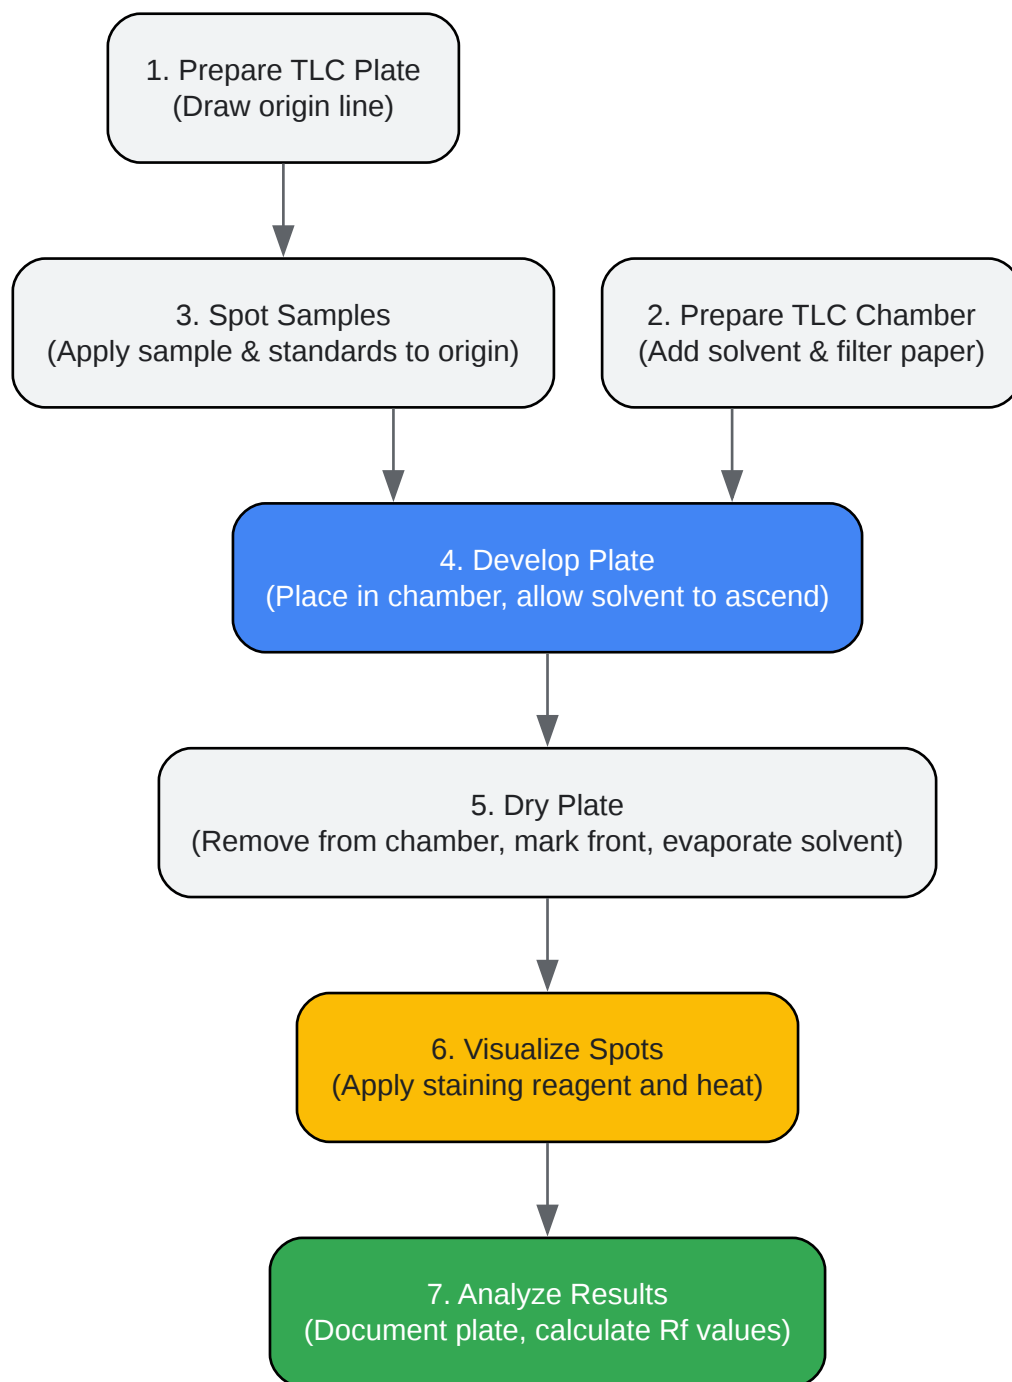 1. Prepare TLC Plate
(Draw origin line)
3. Spot Samples
(Apply sample & standards to origin)
2. Prepare TLC Chamber
(Add solvent & filter paper)
4. Develop Plate
(Place in chamber, allow solvent to ascend)
5. Dry Plate
(Remove from chamber, mark front, evaporate solvent)
6. Visualize Spots
(Apply staining reagent and heat)
7. Analyze Results
(Document plate, calculate Rf values)